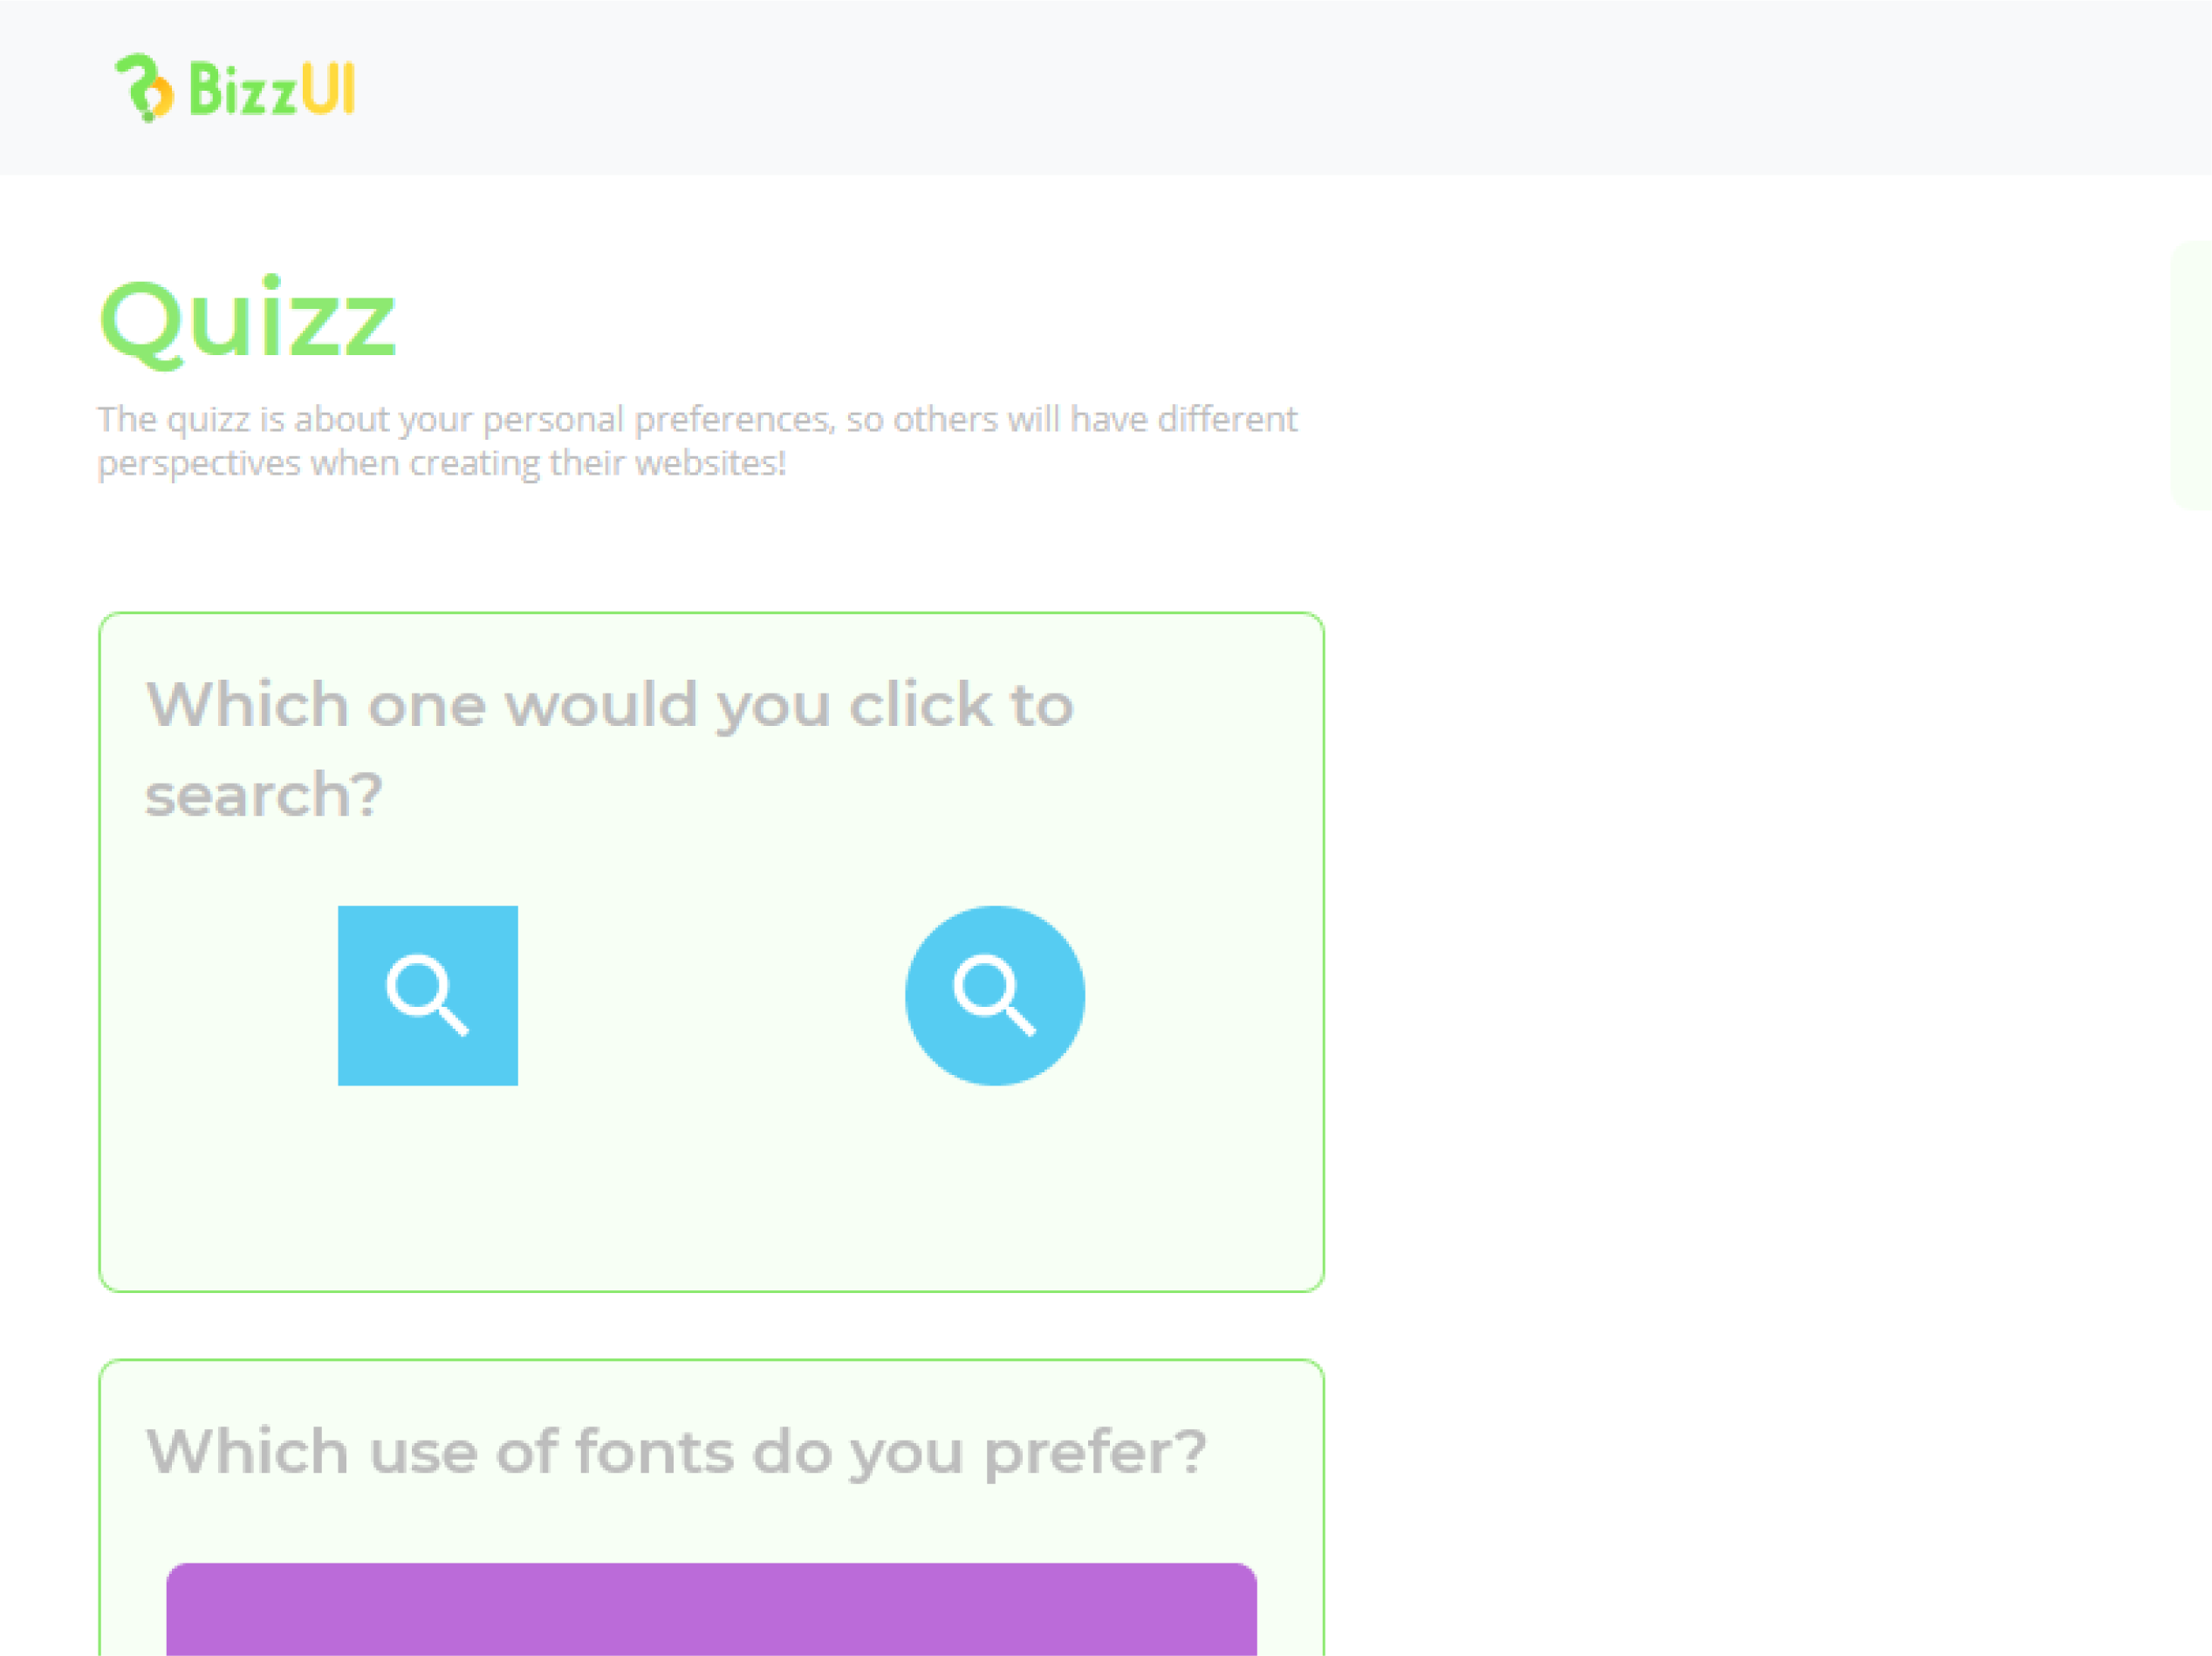 BizzUI
Quizz
The quizz is about your personal preferences, so others will have different
perspectives when creating their websites!
Which one would you click to
search?
Which use of fonts do you prefer?